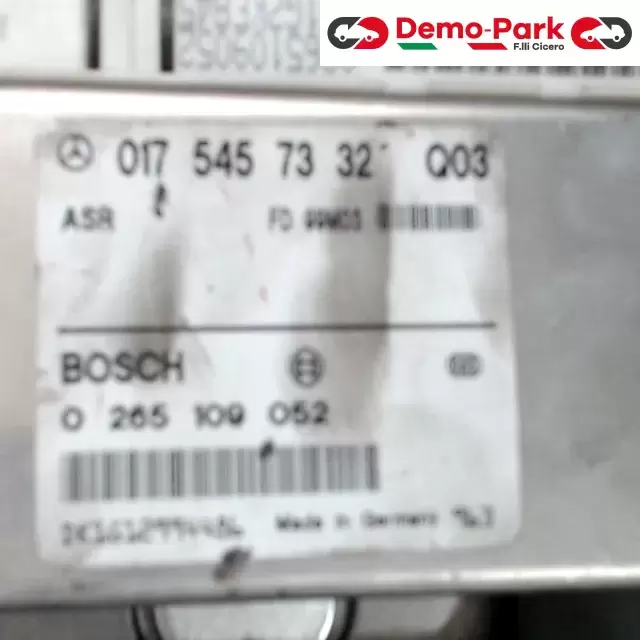 Demo-Park
F.lli Cicero
017 545 73 32 Q03
ASR
BOSCH
0 265 109 052
Made in Germany